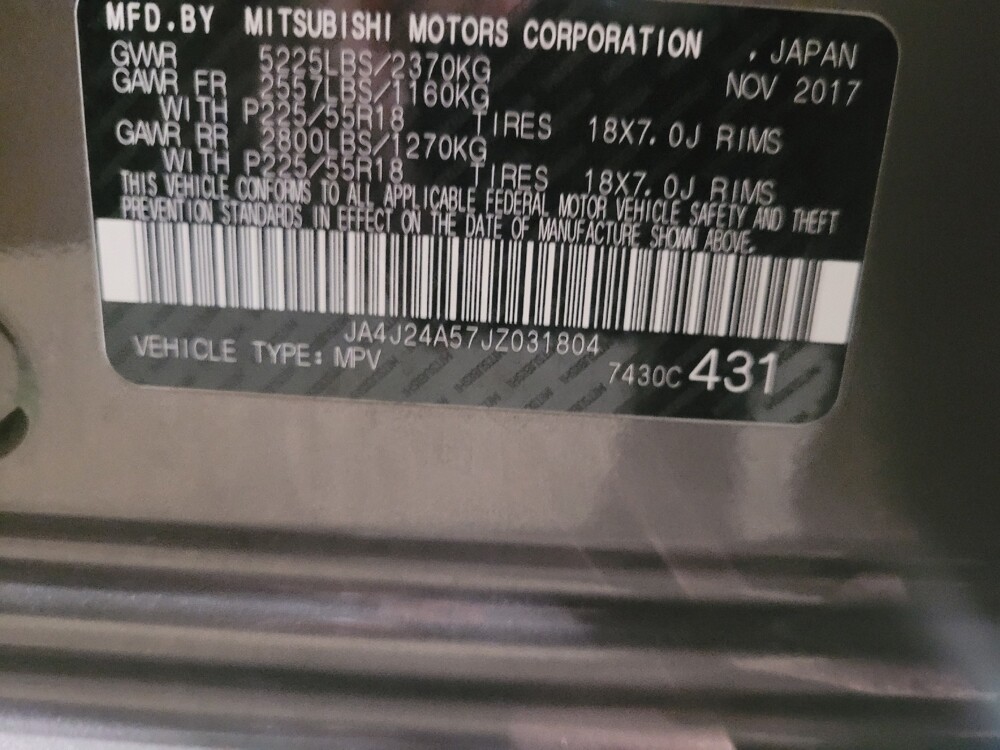 MFD.BY MITSUBISHI MOTORS CORPORATION . JAPAN
GVWR 5225LBS/2370KG NOV 2017
GAWR FR 2557LBS/1160KG
WITH P225/55R18 TIRES 18X7.0J RIMS
GAWR RR 2800LBS/1270KG
WITH P225/55R18 TIRES 18X7.0J RIMS
THIS VEHICLE CONFORMS TO ALL APPLICABLE FEDERAL MOTOR VEHICLE SAFETY AND THEFT
PREVENTION STANDARDS IN EFFECT ON THE DATE OF MANUFACTURE SHOWN ABOVE.
JA4J24A57JZ031804
VEHICLE TYPE: MPV 7430C 431